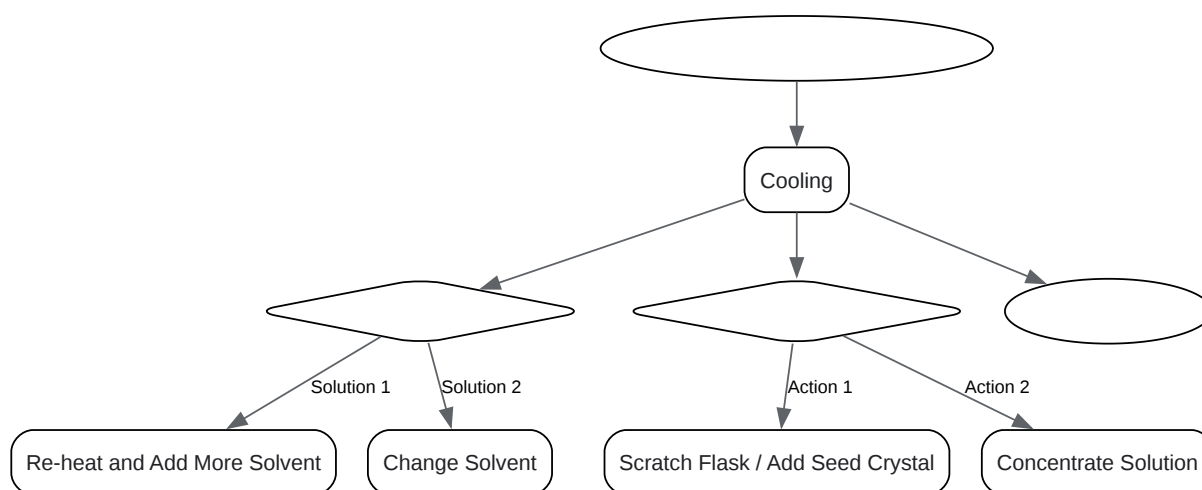 Cooling
Solution 1
Solution 2
Action 1
Action 2
Re-heat and Add More Solvent
Change Solvent
Scratch Flask / Add Seed Crystal
Concentrate Solution